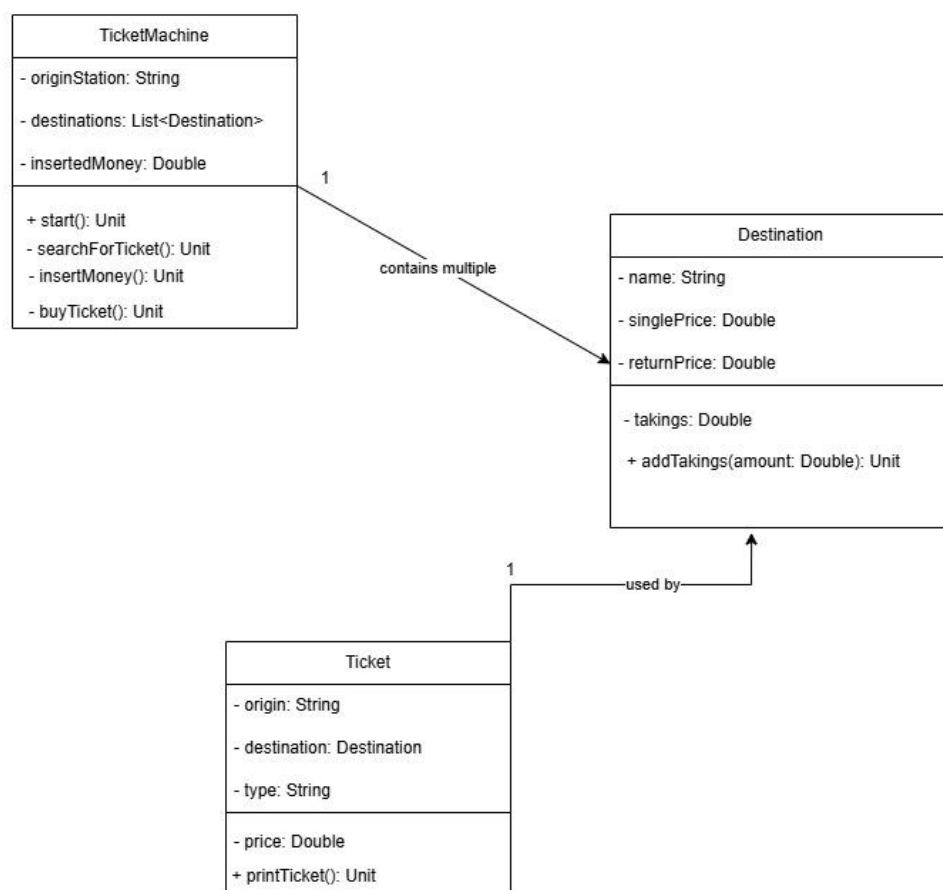 TicketMachine
- originStation: String
- destinations: List<Destination>
- insertedMoney: Double
+ start(): Unit
- searchForTicket(): Unit
- insertMoney(): Unit
- buyTicket(): Unit
1
contains multiple
Destination
- name: String
- singlePrice: Double
- returnPrice: Double
- takings: Double
+ addTakings(amount: Double): Unit
1
used by
Ticket
- origin: String
- destination: Destination
- type: String
- price: Double
+ printTicket(): Unit